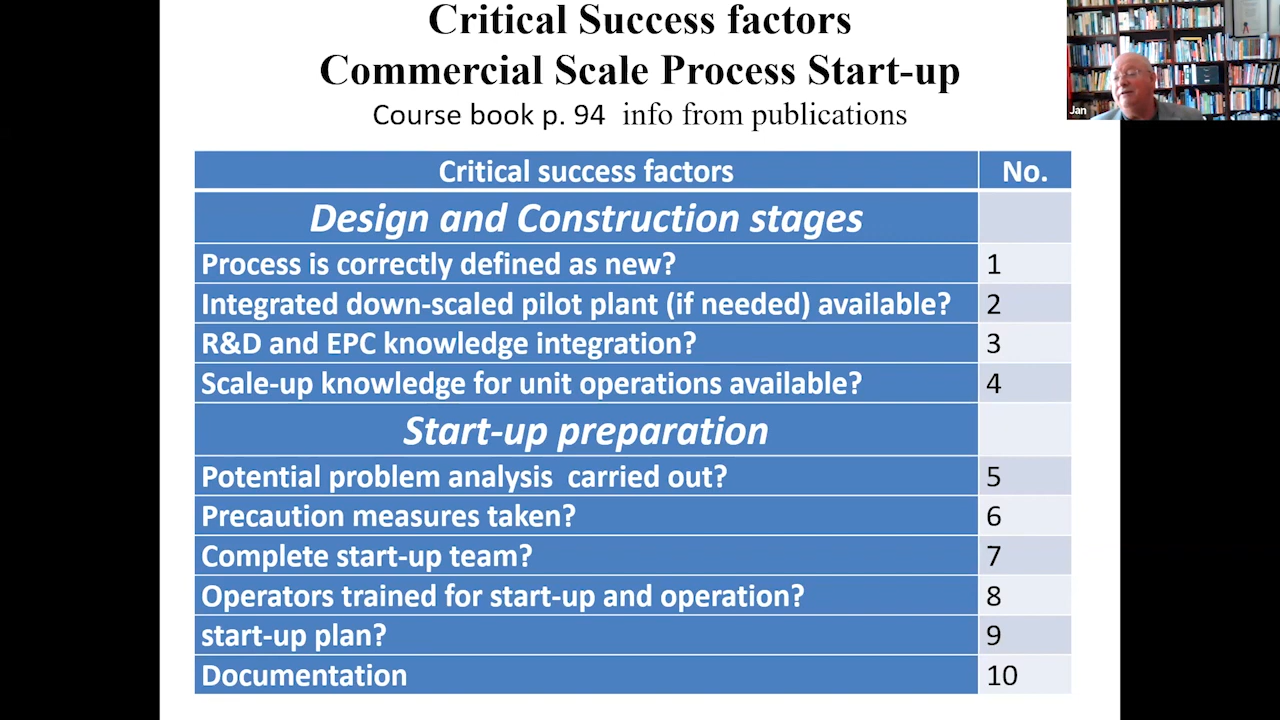 Critical Success factors
Commercial Scale Process Start-up
Course book p. 94 info from publications
Jan
Critical success factors No.
Design and Construction stages
Process is correctly defined as new? 1
Integrated down-scaled pilot plant (if needed) available? 2
R&D and EPC knowledge integration? 3
Scale-up knowledge for unit operations available? 4
Start-up preparation
Potential problem analysis carried out? 5
Precaution measures taken? 6
Complete start-up team? 7
Operators trained for start-up and operation? 8
start-up plan? 9
Documentation 10